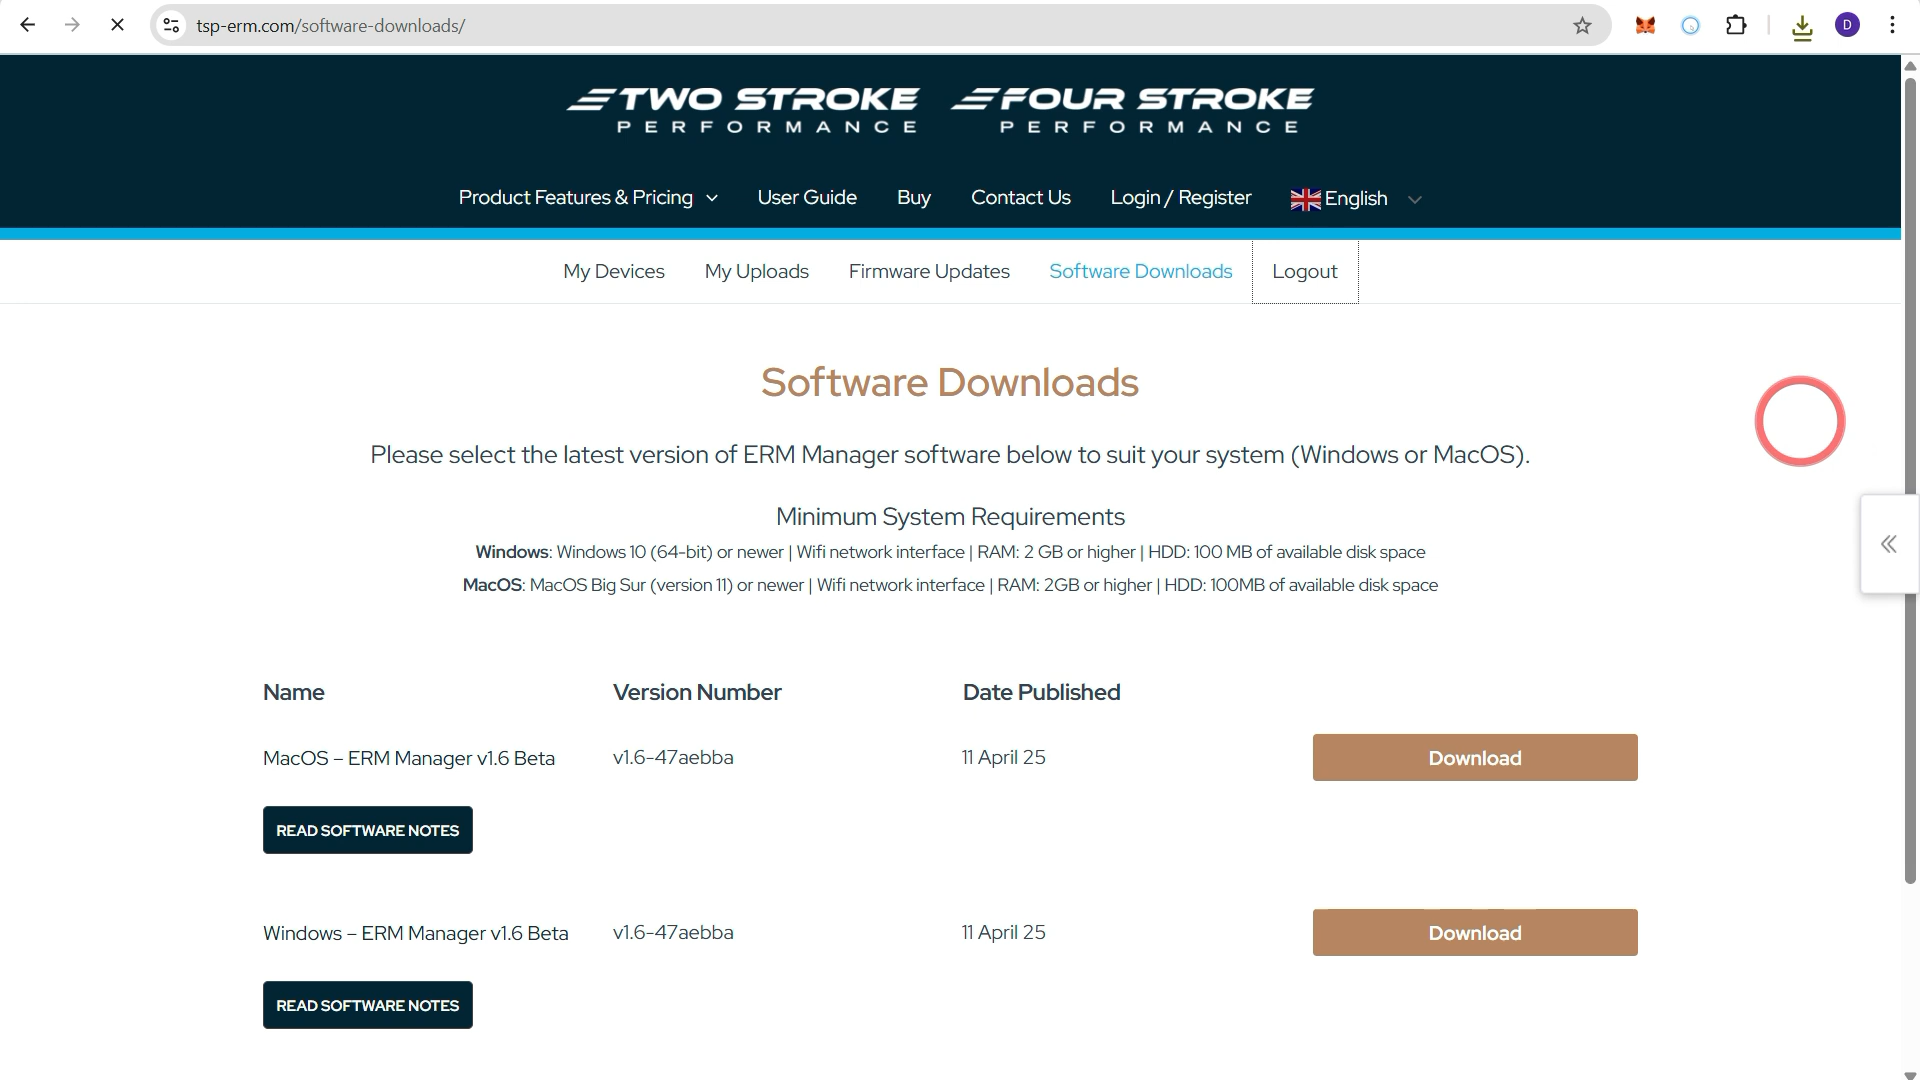 tsp-erm.com/software-downloads/
D
TWO STROKE PERFORMANCE
FOUR STROKE PERFORMANCE
Product Features & Pricing User Guide Buy Contact Us Login / Register English
My Devices My Uploads Firmware Updates Software Downloads Logout
Software Downloads
Please select the latest version of ERM Manager software below to suit your system (Windows or MacOS).
Minimum System Requirements
Windows: Windows 10 (64-bit) or newer | Wifi network interface | RAM: 2 GB or higher | HDD: 100 MB of available disk space
MacOS: MacOS Big Sur (version 11) or newer | Wifi network interface | RAM: 2GB or higher | HDD: 100MB of available disk space
Name Version Number Date Published
MacOS – ERM Manager v1.6 Beta v1.6-47aebba 11 April 25 Download
READ SOFTWARE NOTES
Windows – ERM Manager v1.6 Beta v1.6-47aebba 11 April 25 Download
READ SOFTWARE NOTES